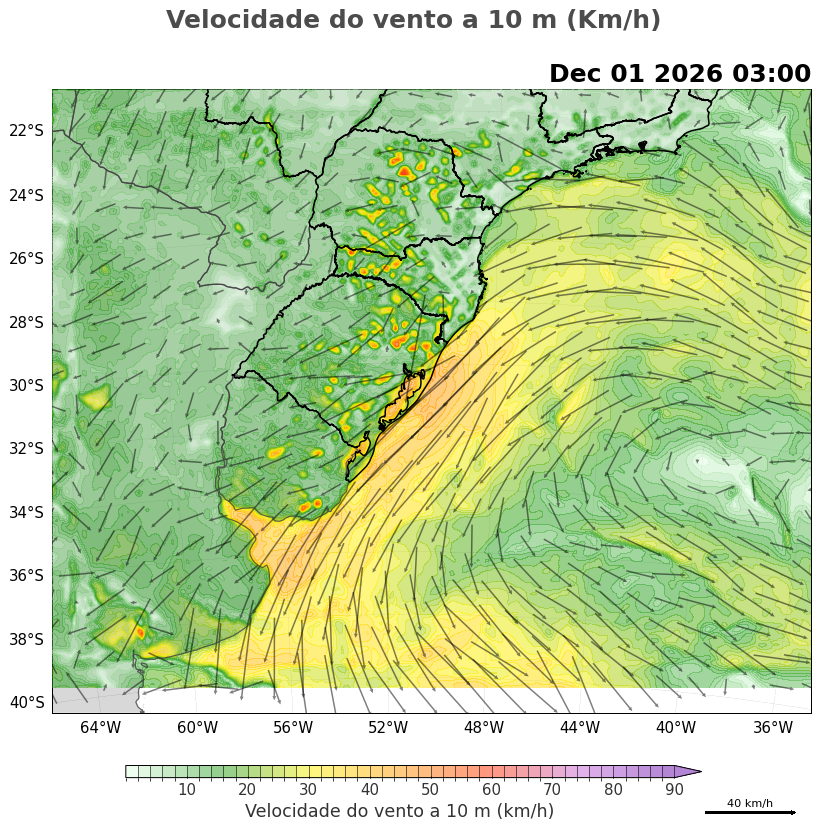 Velocidade do vento a 10 m (Km/h)
Dec 01 2026 03:00
22°S
24°S
26°S
28°S
30°S
32°S
34°S
36°S
38°S
40°S
64°W 60°W 56°W 52°W 48°W 44°W 40°W 36°W
10 20 30 40 50 60 70 80 90
Velocidade do vento a 10 m (km/h)
40 km/h